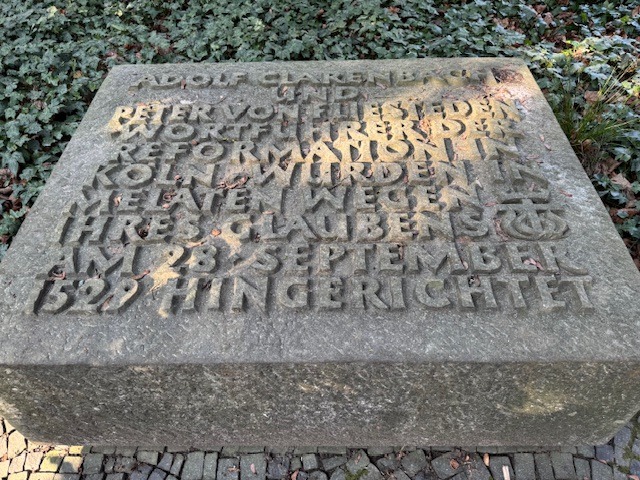 ADOLF CLARENBACH
UND
PETER VON FLIESTEDEN
WORTFÜHRER DER
REFORMATION IN
KÖLN WURDEN IN
MELATEN WEGEN
IHRES GLAUBENS
AM 28. SEPTEMBER
1529 HINGERICHTET